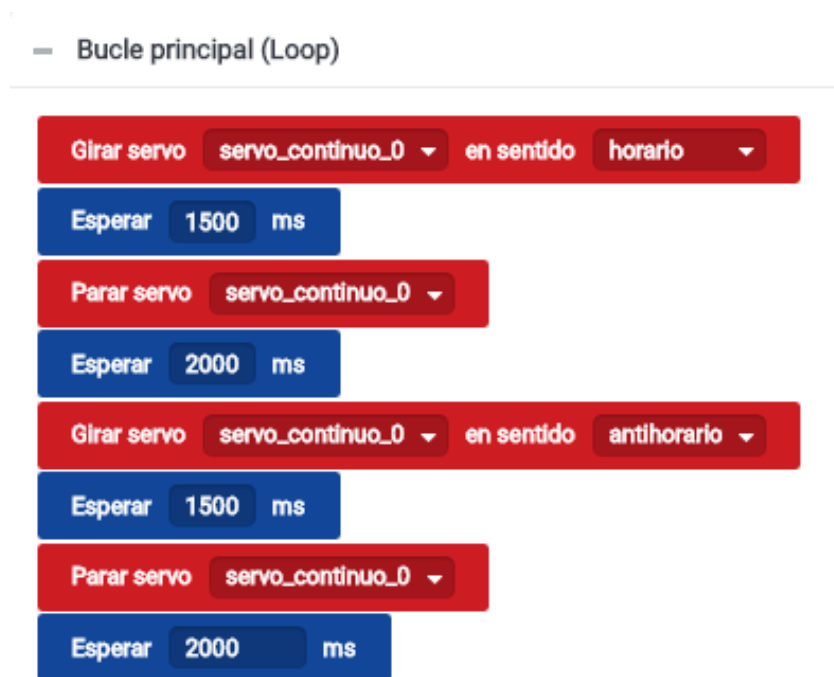 Bucle principal (Loop)
Girar servo servo_continuo_0 en sentido horario
Esperar 1500 ms
Parar servo servo_continuo_0
Esperar 2000 ms
Girar servo servo_continuo_0 en sentido antihorario
Esperar 1500 ms
Parar servo servo_continuo_0
Esperar 2000 ms